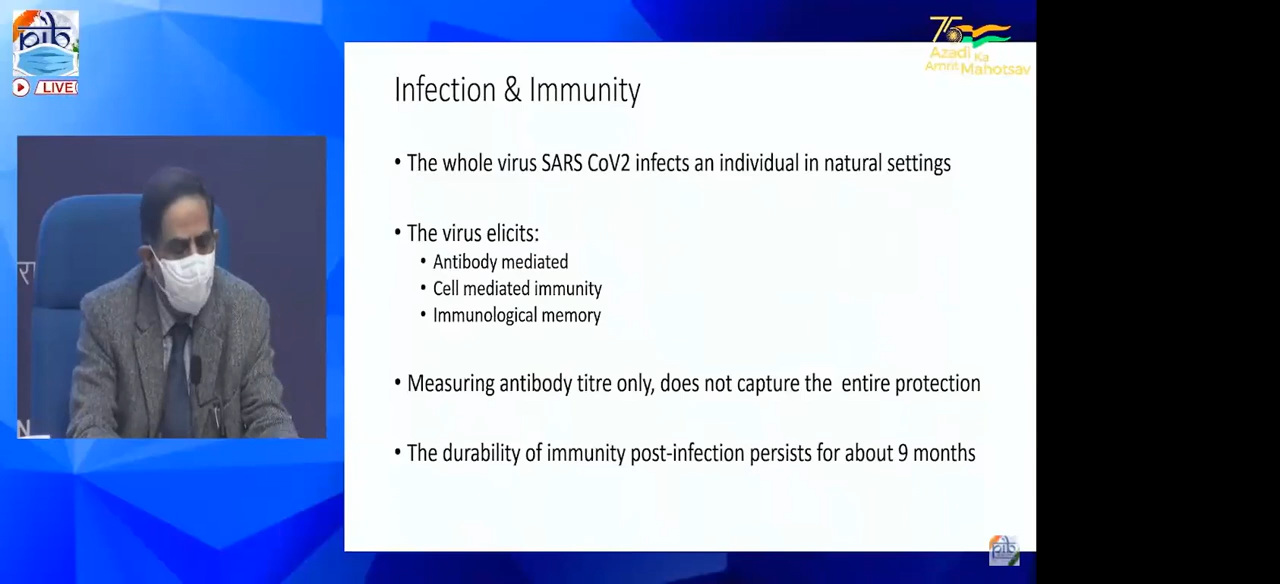 pib
LIVE
75
Azadi
Ka
Amrit Mahotsav
Infection & Immunity
• The whole virus SARS CoV2 infects an individual in natural settings
• The virus elicits:
• Antibody mediated
• Cell mediated immunity
• Immunological memory
• Measuring antibody titre only, does not capture the entire protection
• The durability of immunity post-infection persists for about 9 months
रा
N
pib